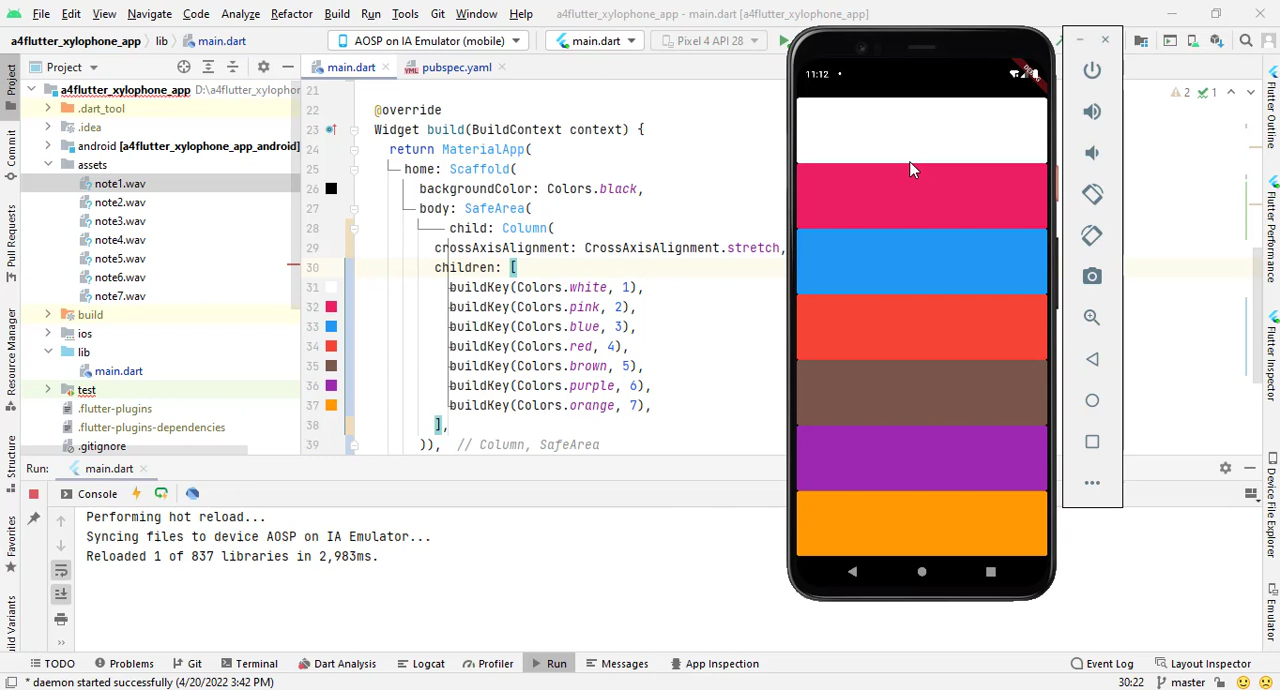 File Edit View Navigate Code Analyze Refactor Build Run Tools Git Window Help a4flutter_xylophone_app - main.dart [a4flutter_xylophone_app]
a4flutter_xylophone_app lib main.dart AOSP on IA Emulator (mobile) main.dart Pixel 4 API 28
Project main.dart pubspec.yaml
a4flutter_xylophone_app D:\a4flutter_xylophor
.dart_tool
.idea
android [a4flutter_xylophone_app_android]
assets
note1.wav
note2.wav
note3.wav
note4.wav
note5.wav
note6.wav
note7.wav
build
ios
lib
main.dart
test
.flutter-plugins
.flutter-plugins-dependencies
.gitignore
21
22 @override
23 Widget build(BuildContext context) {
24 return MaterialApp(
25 home: Scaffold(
26 backgroundColor: Colors.black,
27 body: SafeArea(
28 child: Column(
29 crossAxisAlignment: CrossAxisAlignment.stretch,
30 children: [
31 buildKey(Colors.white, 1),
32 buildKey(Colors.pink, 2),
33 buildKey(Colors.blue, 3),
34 buildKey(Colors.red, 4),
35 buildKey(Colors.brown, 5),
36 buildKey(Colors.purple, 6),
37 buildKey(Colors.orange, 7),
38 ],
39 )), // Column, SafeArea
11:12
DEBUG
2 1
Project
Commit
Pull Requests
Resource Manager
Structure
Favorites
ild Variants
Flutter Outline
Flutter Performance
Flutter Inspector
Device File Explorer
Emulator
Run: main.dart
Console
Performing hot reload...
Syncing files to device AOSP on IA Emulator...
Reloaded 1 of 837 libraries in 2,983ms.
TODO Problems Git Terminal Dart Analysis Logcat Profiler Run Messages App Inspection Event Log Layout Inspector
* daemon started successfully (4/20/2022 3:42 PM) 30:22 master